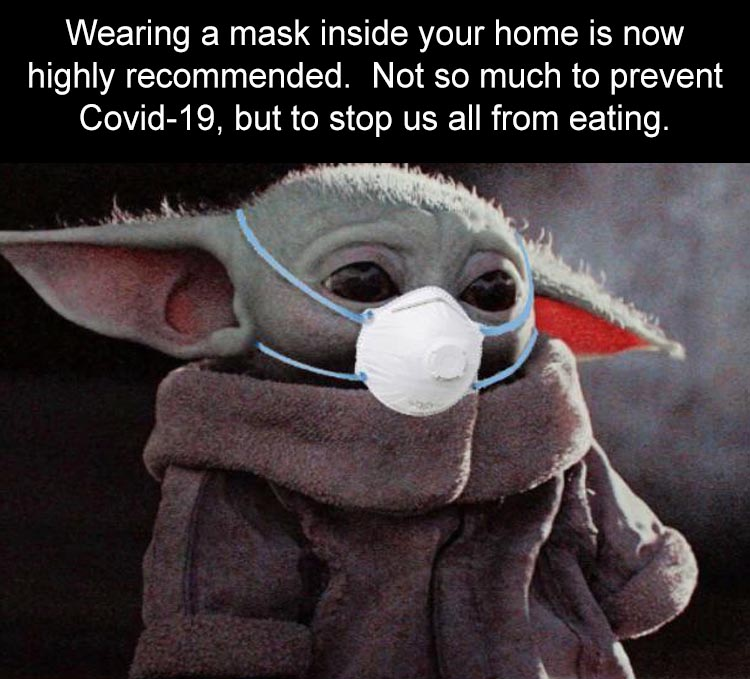 Wearing a mask inside your home is now
highly recommended.  Not so much to prevent
Covid-19, but to stop us all from eating.